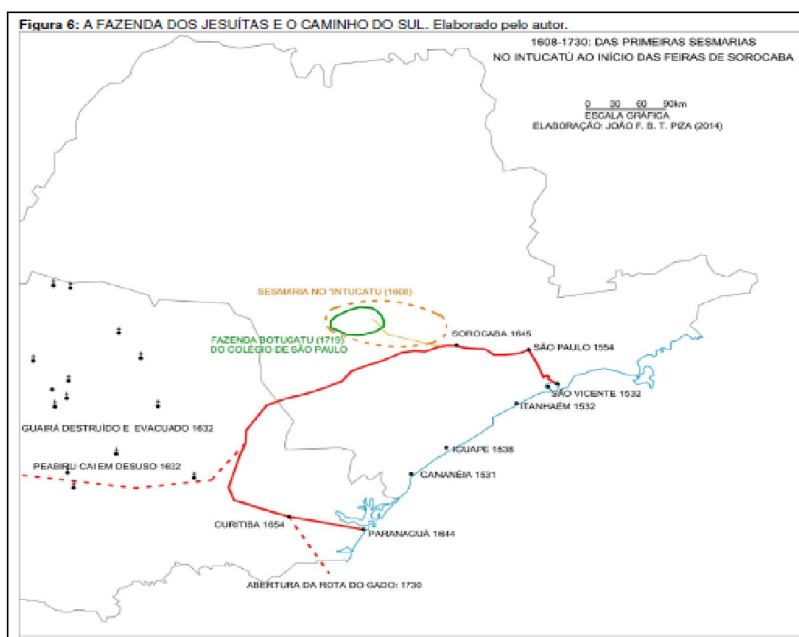 Figura 6: A FAZENDA DOS JESUÍTAS E O CAMINHO DO SUL. Elaborado pelo autor.
1608-1730: DAS PRIMEIRAS SESMARIAS
NO INTUCATÚ AO INÍCIO DAS FEIRAS DE SOROCABA
0 30 60 90km
ESCALA GRÁFICA
ELABORAÇÃO: JOÃO F. B. T. PIZA (2014)
SESMARIA NO 'INTUCATU (1608)
FAZENDA BOTUCATU (1719)
DO COLÉGIO DE SÃO PAULO
SOROCABA 1645
SÃO PAULO 1554
SÃO VICENTE 1532
ITANHAÉM 1532
GUAIRÁ DESTRUÍDO E EVACUADO 1632
IGUAPE 1538
PEABIRU CAI EM DESUSO 1632
CANANÉIA 1531
CURITIBA 1654
PARANAGUÁ 1644
ABERTURA DA ROTA DO GADO: 1730